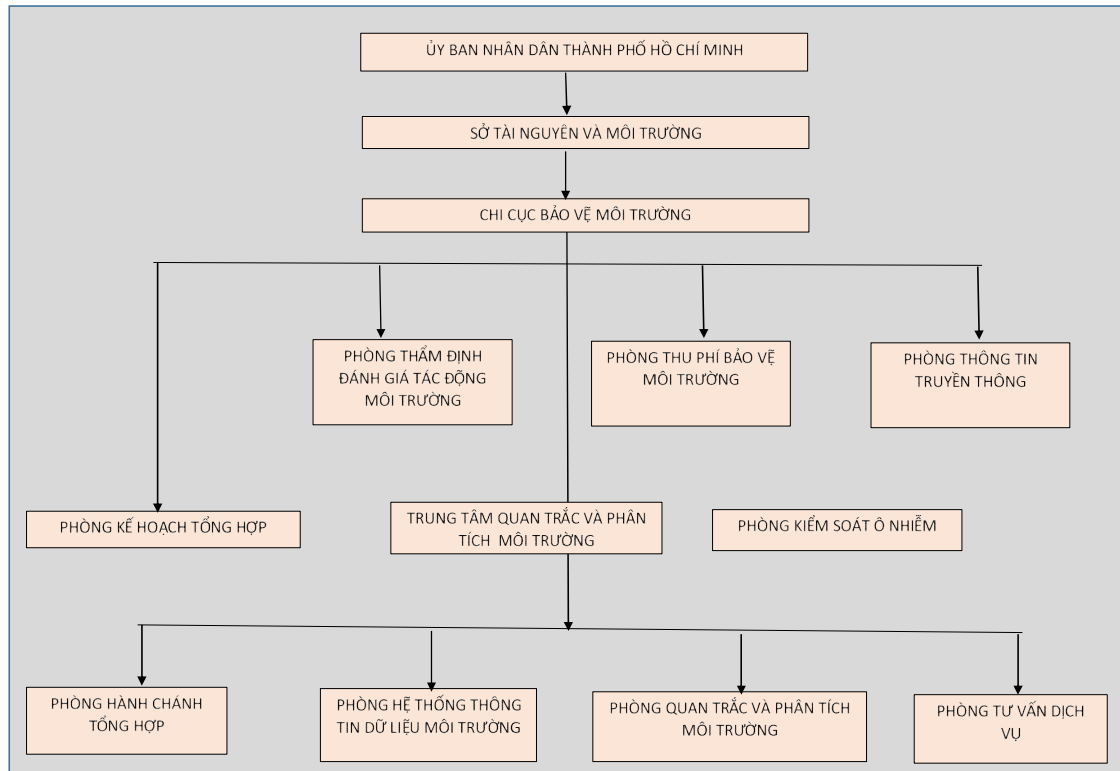 ỦY BAN NHÂN DÂN THÀNH PHỐ HỒ CHÍ MINH
SỞ TÀI NGUYÊN VÀ MÔI TRƯỜNG
CHI CỤC BẢO VỆ MÔI TRƯỜNG
PHÒNG THẨM ĐỊNH
ĐÁNH GIÁ TÁC ĐỘNG
MÔI TRƯỜNG
PHÒNG THU PHÍ BẢO VỆ
MÔI TRƯỜNG
PHÒNG THÔNG TIN
TRUYỀN THÔNG
PHÒNG KẾ HOẠCH TỔNG HỢP
TRUNG TÂM QUAN TRẮC VÀ PHÂN
TÍCH MÔI TRƯỜNG
PHÒNG KIỂM SOÁT Ô NHIỄM
PHÒNG HÀNH CHÁNH
TỔNG HỢP
PHÒNG HỆ THỐNG THÔNG
TIN DỮ LIỆU MÔI TRƯỜNG
PHÒNG QUAN TRẮC VÀ PHÂN TÍCH
MÔI TRƯỜNG
PHÒNG TƯ VẤN DỊCH
VỤ